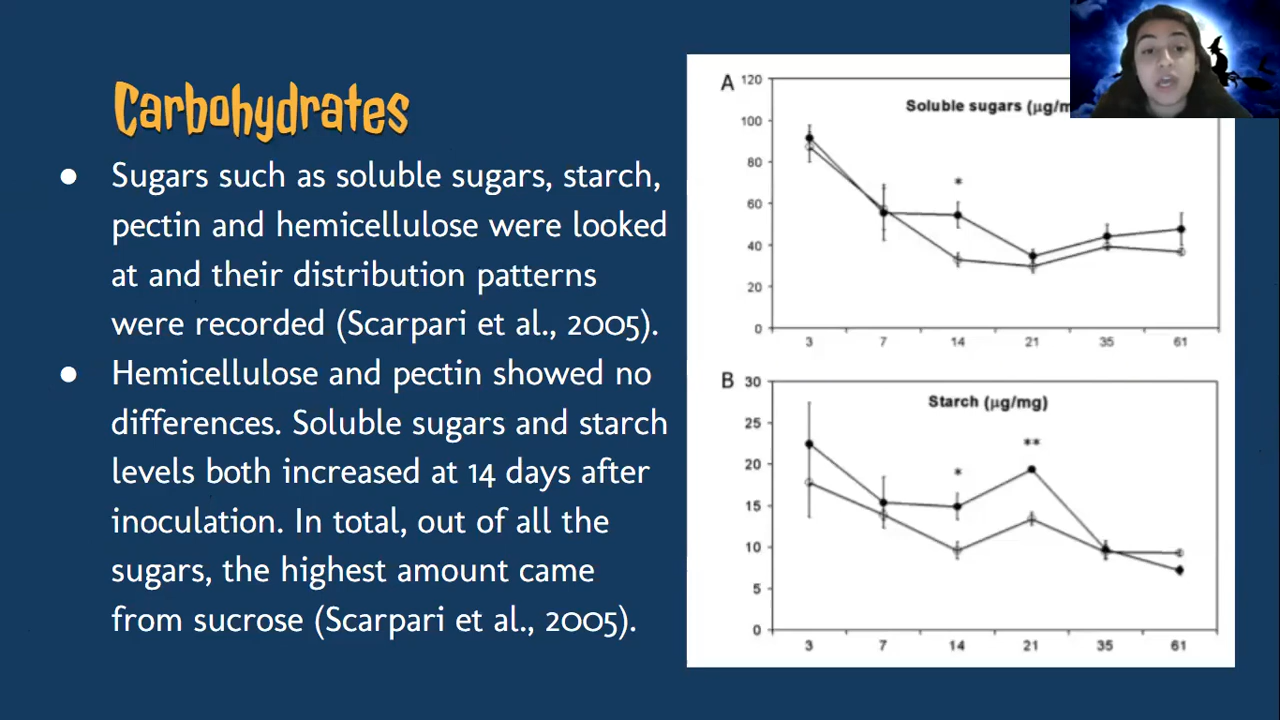 Carbohydrates
● Sugars such as soluble sugars, starch,
pectin and hemicellulose were looked
at and their distribution patterns
were recorded (Scarpari et al., 2005).
● Hemicellulose and pectin showed no
differences. Soluble sugars and starch
levels both increased at 14 days after
inoculation. In total, out of all the
sugars, the highest amount came
from sucrose (Scarpari et al., 2005).
A
Soluble sugars
120
100
80
60
40
20
0
*
3 7 14 21 35 61
B
Starch (µg/mg)
30
25
20
15
10
5
0
* **
3 7 14 21 35 61